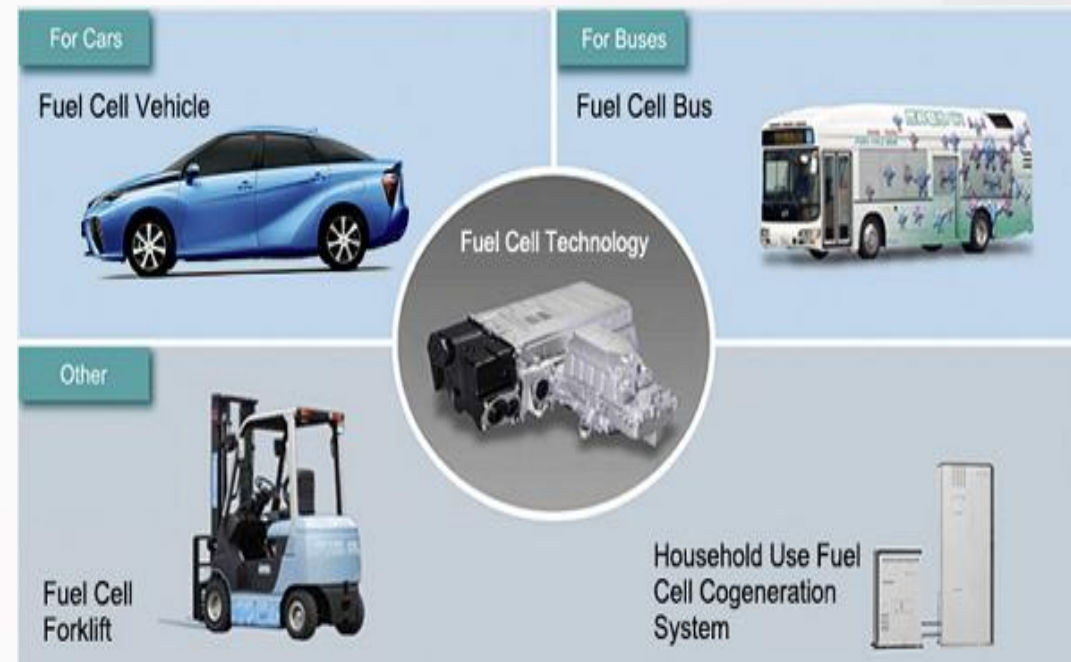 For Cars
Fuel Cell Vehicle
For Buses
Fuel Cell Bus
Fuel Cell Technology
Other
Fuel Cell
Forklift
Household Use Fuel
Cell Cogeneration
System